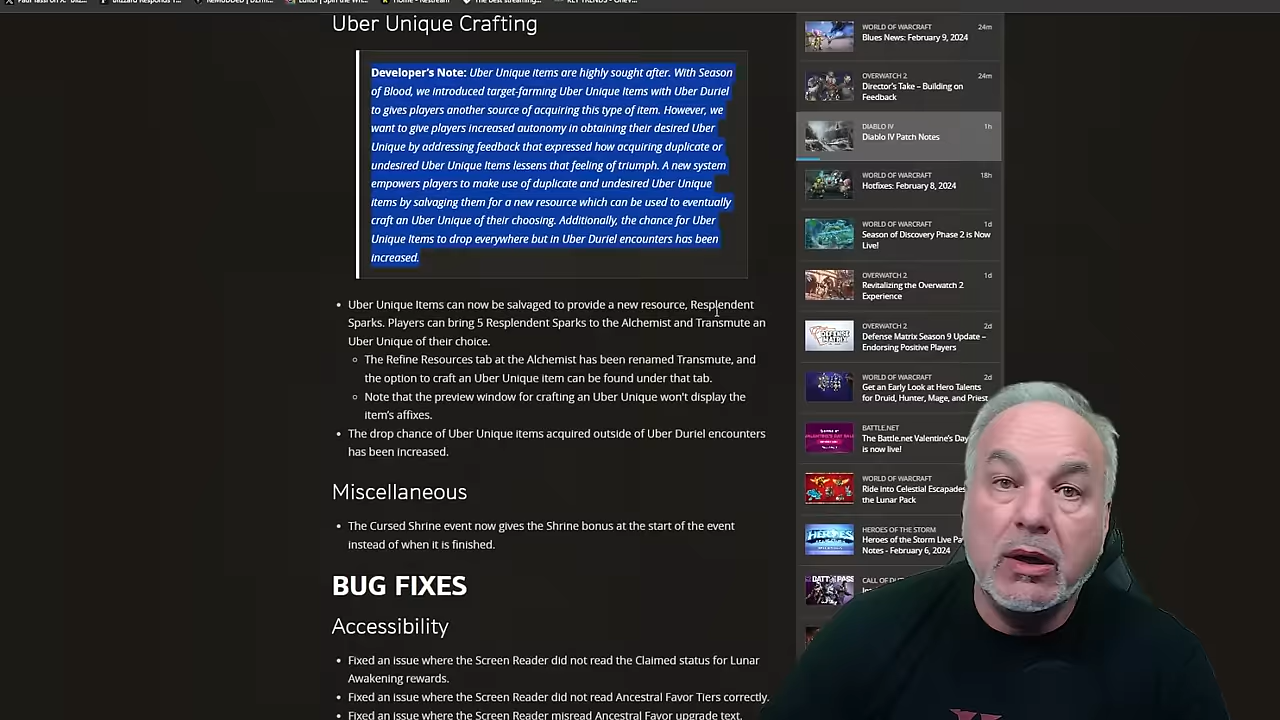 Uber Unique Crafting
Developer's Note: Uber Unique items are highly sought after. With Season
of Blood, we introduced target-farming Uber Unique Items with Uber Duriel
to gives players another source of acquiring this type of item. However, we
want to give players increased autonomy in obtaining their desired Uber
Unique by addressing feedback that expressed how acquiring duplicate or
undesired Uber Unique Items lessens that feeling of triumph. A new system
empowers players to make use of duplicate and undesired Uber Unique
items by salvaging them for a new resource which can be used to eventually
craft an Uber Unique of their choosing. Additionally, the chance for Uber
Unique Items to drop everywhere but in Uber Duriel encounters has been
increased.
Uber Unique Items can now be salvaged to provide a new resource, Resplendent
Sparks. Players can bring 5 Resplendent Sparks to the Alchemist and Transmute an
Uber Unique of their choice.
The Refine Resources tab at the Alchemist has been renamed Transmute, and
the option to craft an Uber Unique item can be found under that tab.
Note that the preview window for crafting an Uber Unique won't display the
item's affixes.
The drop chance of Uber Unique items acquired outside of Uber Duriel encounters
has been increased.
Miscellaneous
The Cursed Shrine event now gives the Shrine bonus at the start of the event
instead of when it is finished.
BUG FIXES
Accessibility
Fixed an issue where the Screen Reader did not read the Claimed status for Lunar
Awakening rewards.
Fixed an issue where the Screen Reader did not read Ancestral Favor Tiers correctly.
Fixed an issue where the Screen Reader misread Ancestral Favor upgrade text.
WORLD OF WARCRAFT 24m
Blues News: February 9, 2024
OVERWATCH 2 24m
Director's Take – Building on
Feedback
DIABLO IV 1h
Diablo IV Patch Notes
WORLD OF WARCRAFT 18h
Hotfixes: February 8, 2024
WORLD OF WARCRAFT 1d
Season of Discovery Phase 2 is Now
Live!
OVERWATCH 2 1d
Revitalizing the Overwatch 2
Experience
OVERWATCH 2 2d
Defense Matrix Season 9 Update –
Endorsing Positive Players
WORLD OF WARCRAFT 2d
Get an Early Look at Hero Talents
for Druid, Hunter, Mage, and Priest
BATTLE.NET
The Battle.net Valentine's Day
is now live!
WORLD OF WARCRAFT
Ride into Celestial Escapades
the Lunar Pack
HEROES OF THE STORM
Heroes of the Storm Live Pa
Notes - February 6, 2024
CALL OF DU